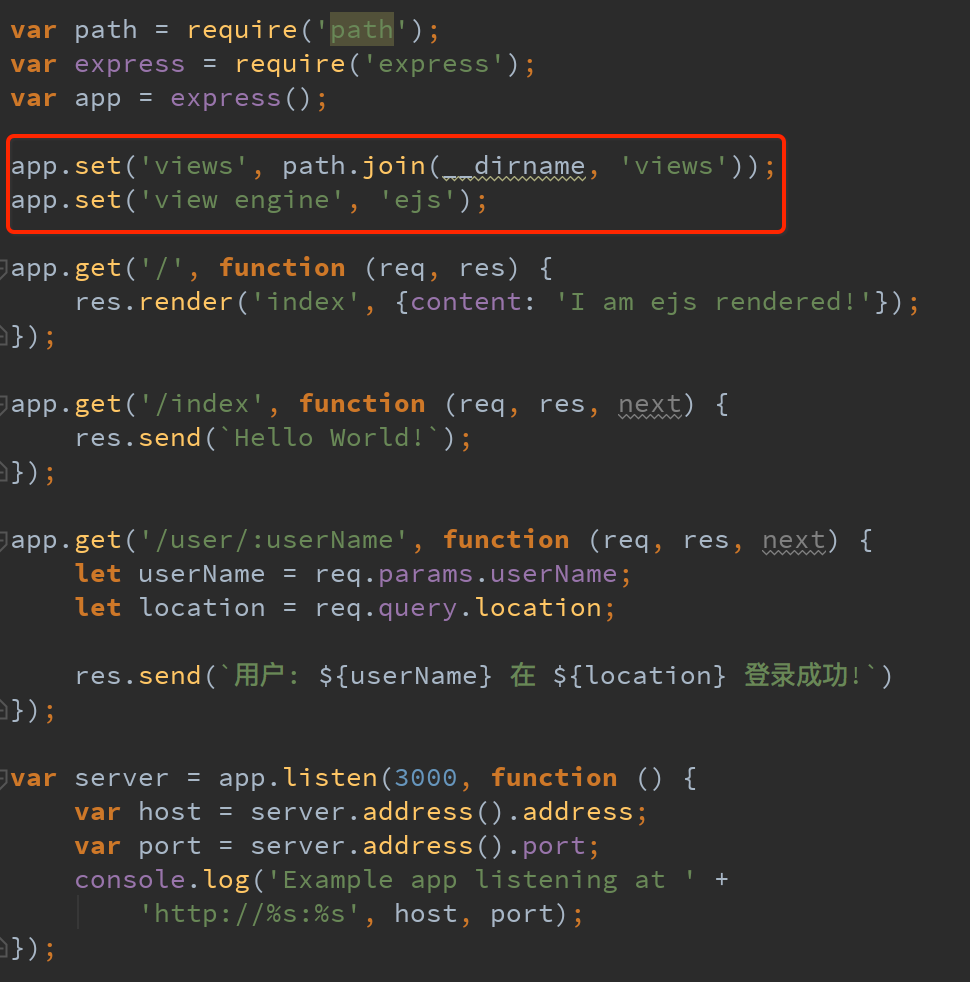 var path = require('path');
var express = require('express');
var app = express();
app.set('views', path.join(__dirname, 'views'));
app.set('view engine', 'ejs');
app.get('/', function (req, res) {
    res.render('index', {content: 'I am ejs rendered!'});
});
app.get('/index', function (req, res, next) {
    res.send(`Hello World!`);
});
app.get('/user/:userName', function (req, res, next) {
    let userName = req.params.userName;
    let location = req.query.location;
    res.send(`用户: ${userName} 在 ${location} 登录成功!`)
});
var server = app.listen(3000, function () {
    var host = server.address().address;
    var port = server.address().port;
    console.log('Example app listening at ' +
        'http://%s:%s', host, port);
});